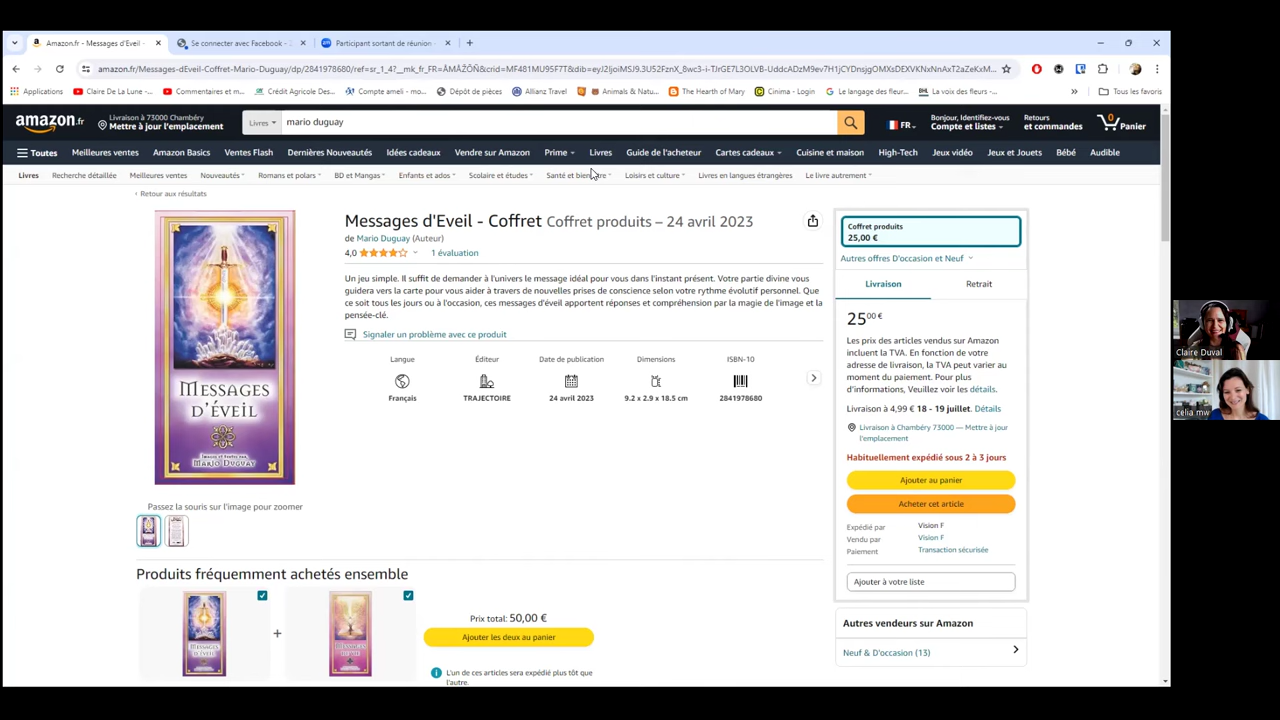 Amazon.fr - Messages d'Eveil -
Se connecter avec Facebook -
Participant sortant de réunion -
amazon.fr/Messages-dEveil-Coffret-Mario-Duguay/dp/2841978680/
Applications
Claire De La Lune -
Commentaires et m...
Crédit Agricole Des...
Compte ameli - mo...
Dépôt de pièces
Allianz Travel
Animals & Natu...
The Hearth of Mary
Cinima - Login
Le langage des fleur...
La voix des fleurs -...
Tous les favoris
amazon.fr
Livraison à 73000 Chambéry
Mettre à jour l'emplacement
Livres
mario duguay
FR
Bonjour, Identifiez-vous
Compte et listes
Retours
et commandes
0
Panier
Toutes
Meilleures ventes
Amazon Basics
Ventes Flash
Dernières Nouveautés
Idées cadeaux
Vendre sur Amazon
Prime
Livres
Guide de l'acheteur
Cartes cadeaux
Cuisine et maison
High-Tech
Jeux vidéo
Jeux et Jouets
Bébé
Audible
Livres
Recherche détaillée
Meilleures ventes
Nouveautés
Romans et polars
BD et Mangas
Enfants et ados
Scolaire et études
Santé et bien-être
Loisirs et culture
Livres en langues étrangères
Le livre autrement
‹ Retour aux résultats
MESSAGES
D'ÉVEIL
Images et textes par
MARIO DUGUAY
Passez la souris sur l'image pour zoomer
Messages d'Eveil - Coffret Coffret produits – 24 avril 2023
de Mario Duguay (Auteur)
4,0
1 évaluation
Un jeu simple. Il suffit de demander à l'univers le message idéal pour vous dans l'instant présent. Votre partie divine vous
guidera vers la carte pour vous aider à travers de nouvelles prises de conscience selon votre rythme évolutif personnel. Que
ce soit tous les jours ou à l'occasion, ces messages d'éveil apportent réponses et compréhension par la magie de l'image et la
pensée-clé.
Signaler un problème avec ce produit
Langue
Français
Éditeur
TRAJECTOIRE
Date de publication
24 avril 2023
Dimensions
9.2 x 2.9 x 18.5 cm
ISBN-10
2841978680
Coffret produits
25,00 €
Autres offres D'occasion et Neuf
Livraison
Retrait
25,00 €
Les prix des articles vendus sur Amazon
incluent la TVA. En fonction de votre
adresse de livraison, la TVA peut varier au
moment du paiement. Pour plus
d'informations, Veuillez voir les détails.
Livraison à 4,99 € 18 - 19 juillet. Détails
Livraison à Chambéry 73000 — Mettre à jour
l'emplacement
Habituellement expédié sous 2 à 3 jours
Ajouter au panier
Acheter cet article
Expédié par
Vision F
Vendu par
Vision F
Paiement
Transaction sécurisée
Ajouter à votre liste
Autres vendeurs sur Amazon
Neuf & D'occasion (13)
Produits fréquemment achetés ensemble
MESSAGES
D'ÉVEIL
+
Prix total: 50,00 €
Ajouter les deux au panier
L'un de ces articles sera expédié plus tôt que
l'autre.
Claire Duval
celia mw